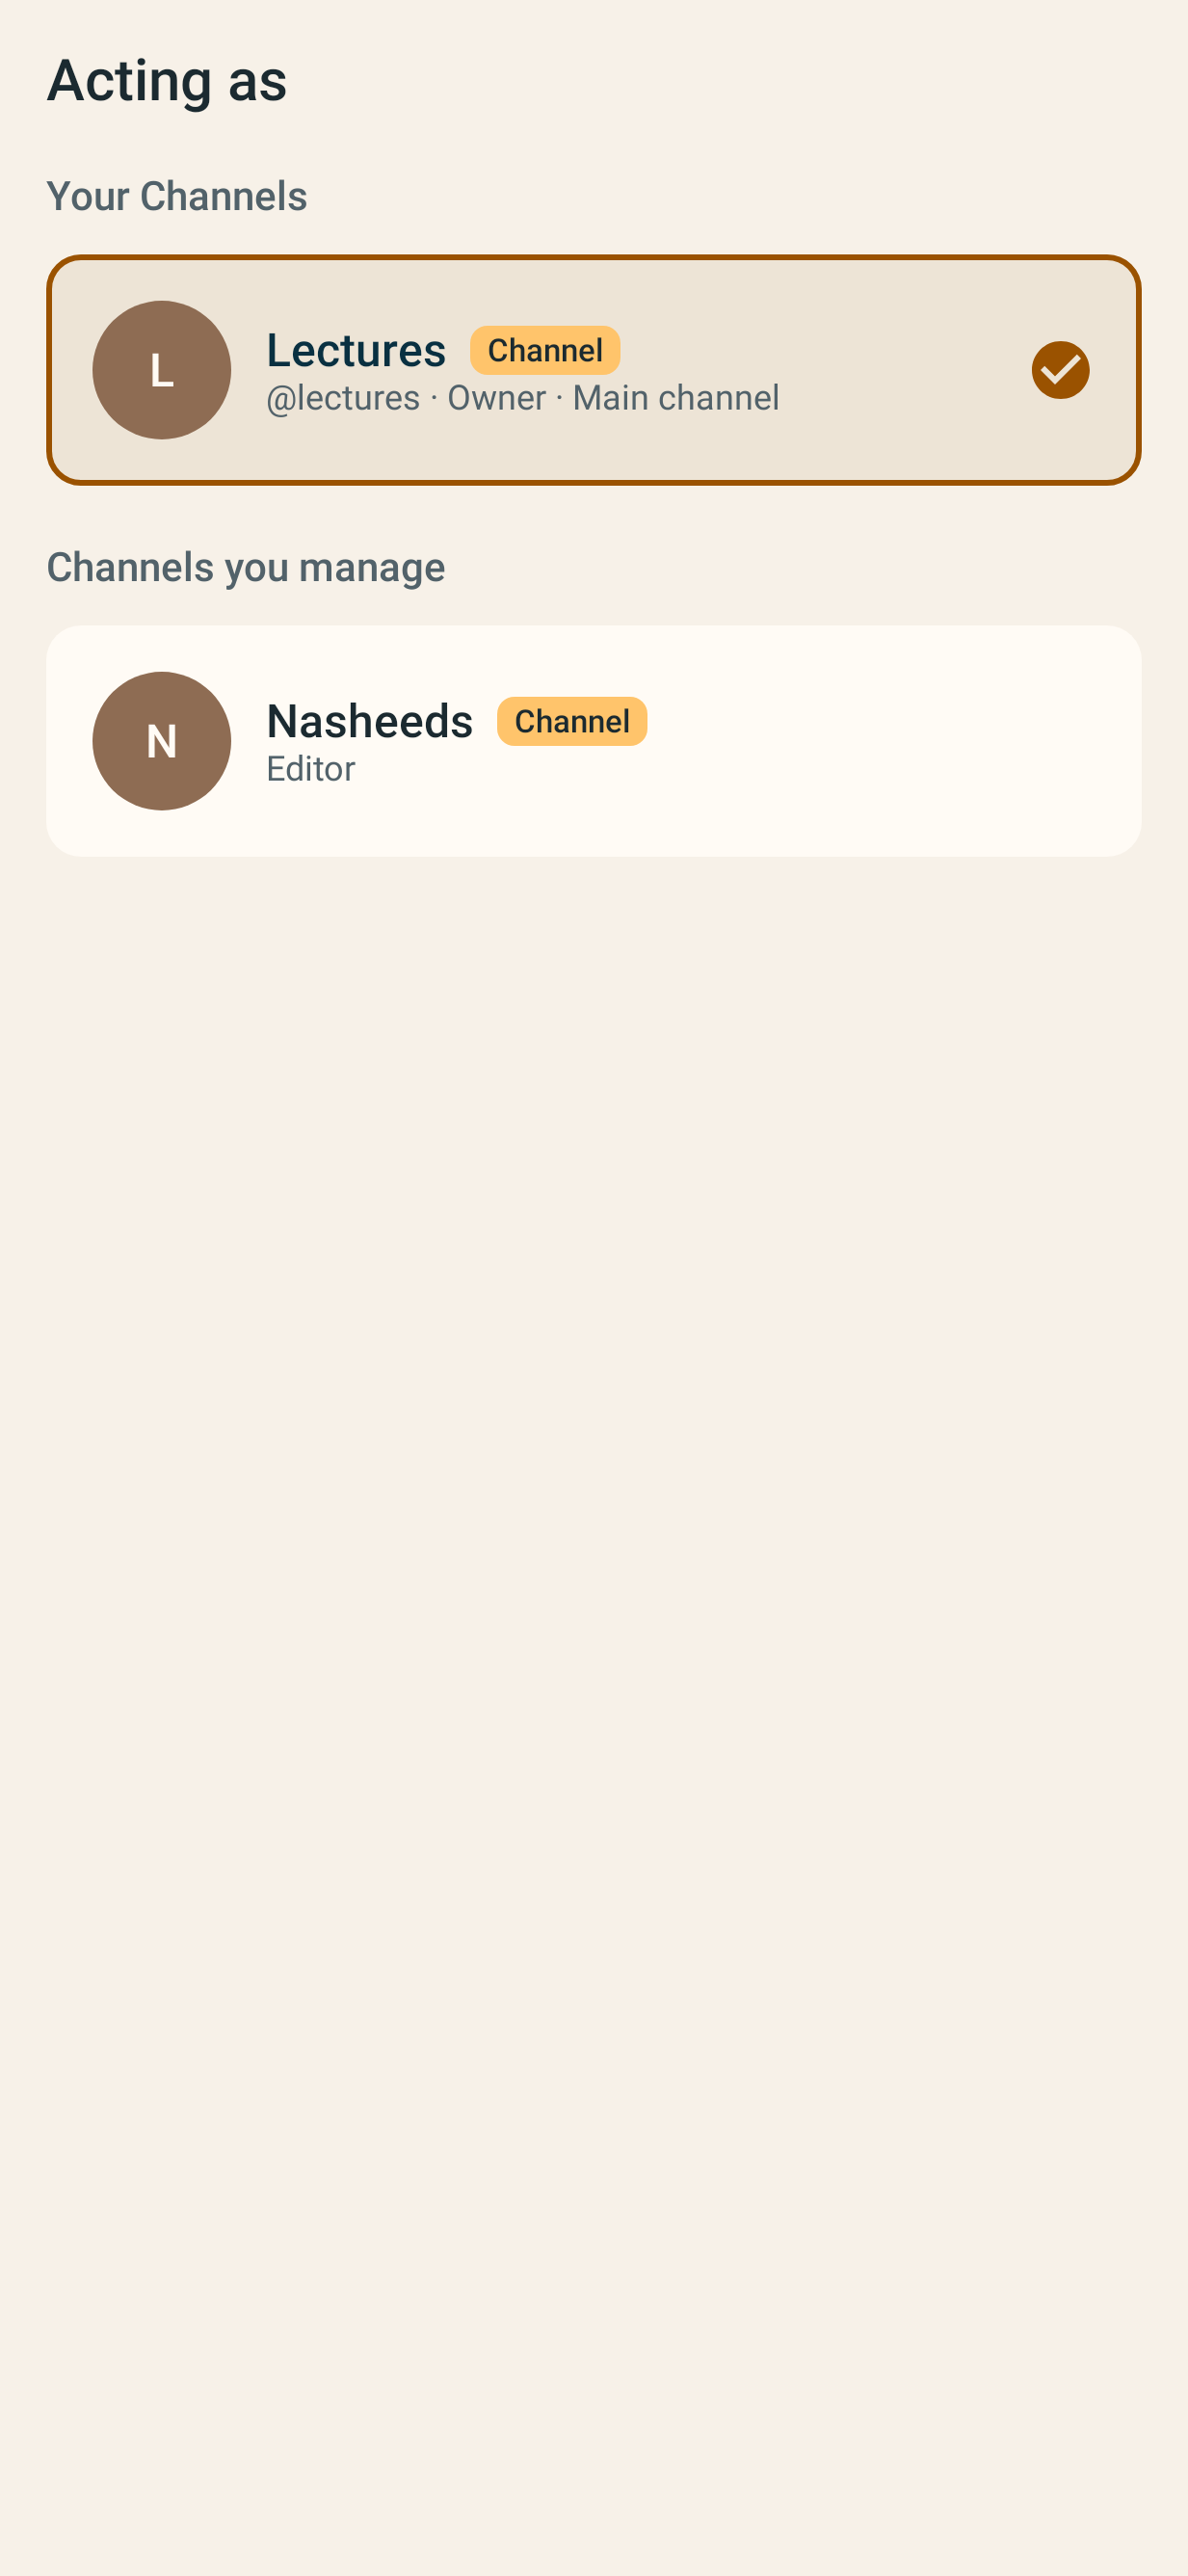 Acting as
Your Channels
L
Lectures Channel
@lectures · Owner · Main channel
Channels you manage
N
Nasheeds Channel
Editor